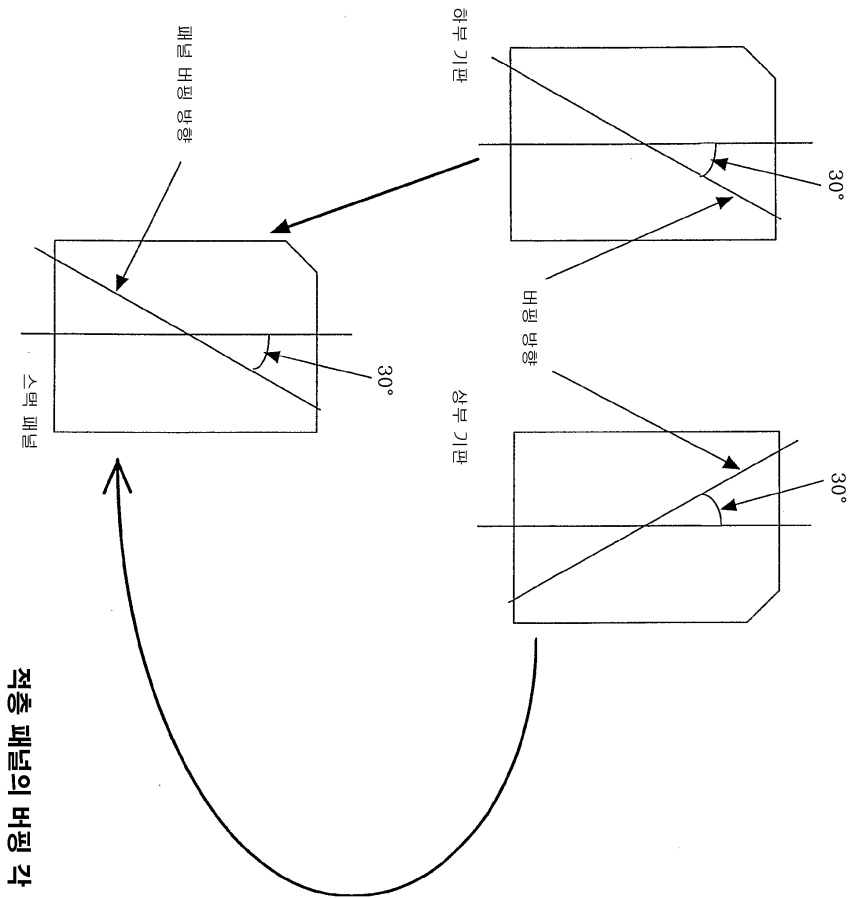 하부 기판
30°
버핑 방향
상부 기판
30°
패널 버핑 방향
30°
스택 패널
적층 패널의 버핑 각